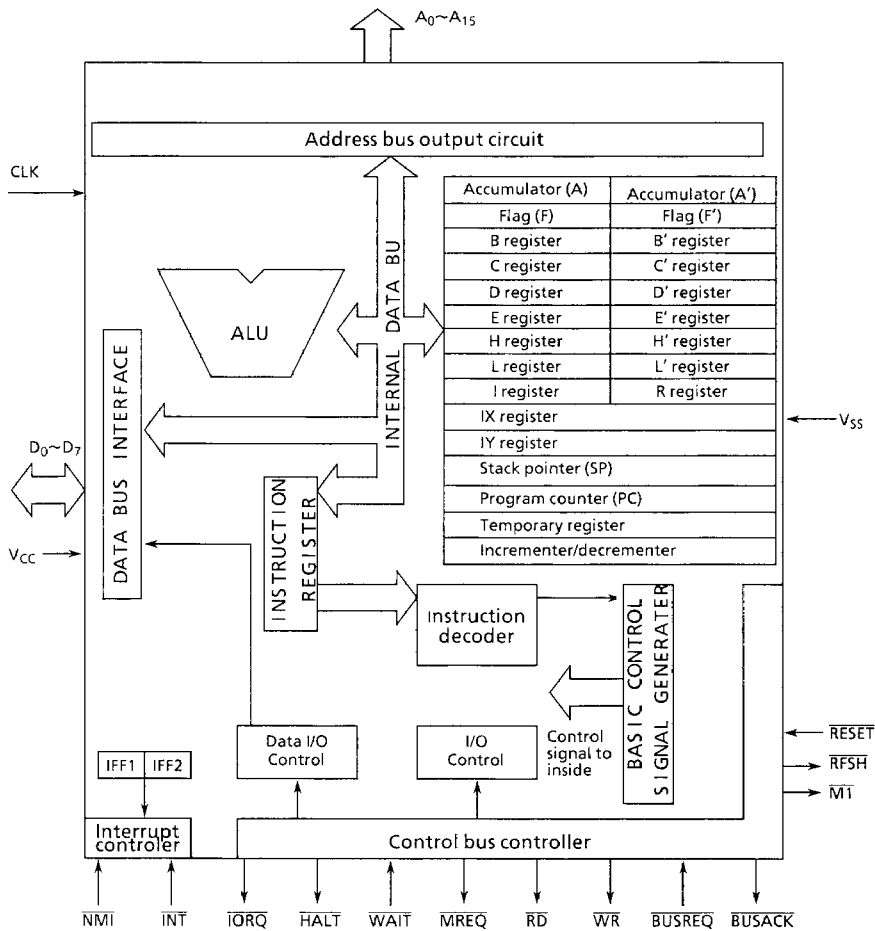 A0~A15
Address bus output circuit
CLK
Accumulator (A)
Accumulator (A')
Flag (F)
Flag (F')
B register
B' register
C register
C' register
D register
D' register
E register
E' register
H register
H' register
L register
L' register
I register
R register
IX register
IY register
Stack pointer (SP)
Program counter (PC)
Temporary register
Incrementer/decrementer
ALU
INTERNAL DATA BU
DATA BUS INTERFACE
D0~D7
VCC
VSS
INSTRUCTION
REGISTER
Instruction
decoder
BASIC CONTROL
SIGNAL GENERATER
Control
signal to
inside
Data I/O
Control
I/O
Control
IFF1
IFF2
Interrupt
controler
Control bus controller
RESET
RFSH
M1
NMI
INT
IORQ
HALT
WAIT
MREQ
RD
WR
BUSREQ
BUSACK